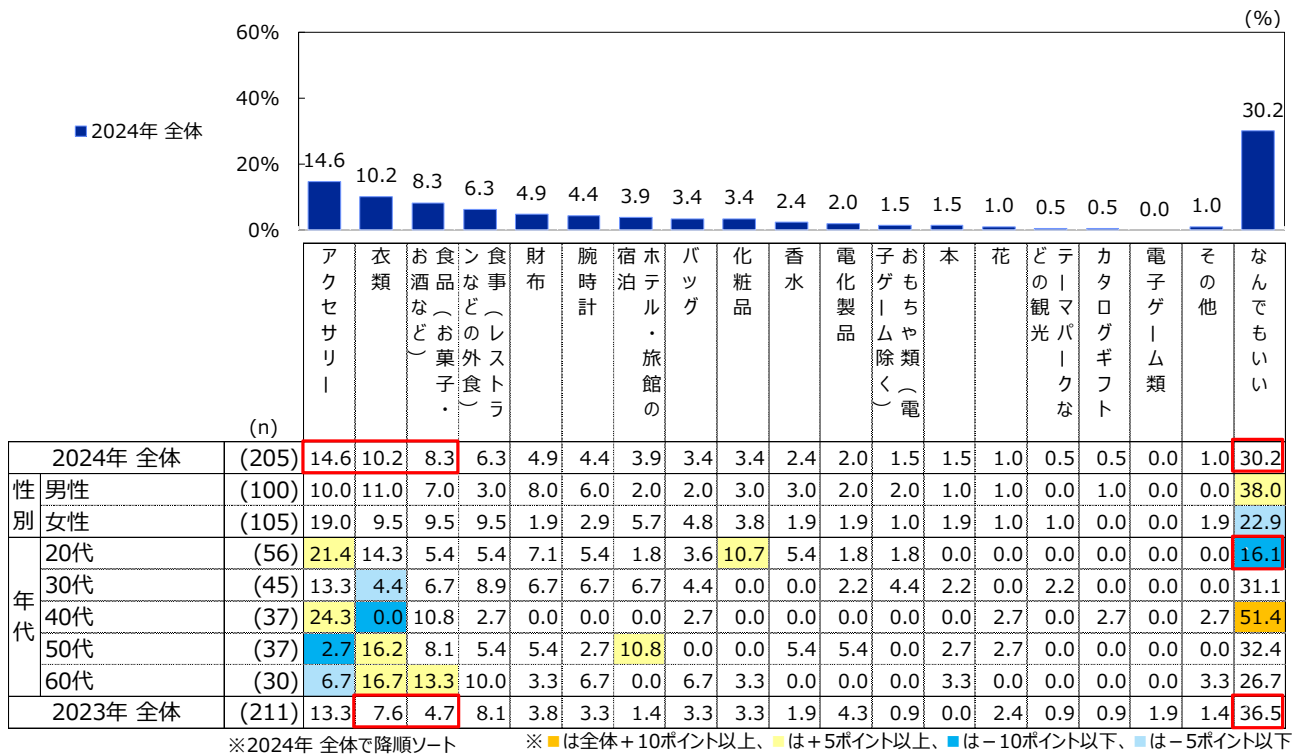 (%)
60%
40%
20%
0%
■2024年 全体
14.6 10.2 8.3 6.3 4.9 4.4 3.9 3.4 3.4 2.4 2.0 1.5 1.5 1.0 0.5 0.5 0.0 1.0 30.2
アクセサリー
衣類
食品（お菓子・お酒など）
食事（レストランなどの外食）
財布
腕時計
ホテル・旅館の宿泊
バッグ
化粧品
香水
電化製品
おもちゃ類（電子ゲーム除く）
本
花
テーマパークなどの観光
カタログギフト
電子ゲーム類
その他
なんでもいい
(n)
2024年 全体 (205) 14.6 10.2 8.3 6.3 4.9 4.4 3.9 3.4 3.4 2.4 2.0 1.5 1.5 1.0 0.5 0.5 0.0 1.0 30.2
性別
男性 (100) 10.0 11.0 7.0 3.0 8.0 6.0 2.0 2.0 3.0 3.0 2.0 2.0 1.0 1.0 0.0 1.0 0.0 0.0 38.0
女性 (105) 19.0 9.5 9.5 9.5 1.9 2.9 5.7 4.8 3.8 1.9 1.9 1.0 1.9 1.0 1.0 0.0 0.0 1.9 22.9
年代
20代 (56) 21.4 14.3 5.4 5.4 7.1 5.4 1.8 3.6 10.7 5.4 1.8 1.8 0.0 0.0 0.0 0.0 0.0 0.0 16.1
30代 (45) 13.3 4.4 6.7 8.9 6.7 6.7 6.7 4.4 0.0 0.0 2.2 4.4 2.2 0.0 2.2 0.0 0.0 0.0 31.1
40代 (37) 24.3 0.0 10.8 2.7 0.0 0.0 0.0 2.7 0.0 0.0 0.0 0.0 0.0 2.7 0.0 2.7 0.0 2.7 51.4
50代 (37) 2.7 16.2 8.1 5.4 5.4 2.7 10.8 0.0 0.0 5.4 5.4 0.0 2.7 2.7 0.0 0.0 0.0 0.0 32.4
60代 (30) 6.7 16.7 13.3 10.0 3.3 6.7 0.0 6.7 3.3 0.0 0.0 0.0 3.3 0.0 0.0 0.0 0.0 3.3 26.7
2023年 全体 (211) 13.3 7.6 4.7 8.1 3.8 3.3 1.4 3.3 3.3 1.9 4.3 0.9 0.0 2.4 0.9 0.9 1.9 1.4 36.5
※2024年 全体で降順ソート
※■は全体＋10ポイント以上、■は＋5ポイント以上、■は－10ポイント以下、■は－5ポイント以下